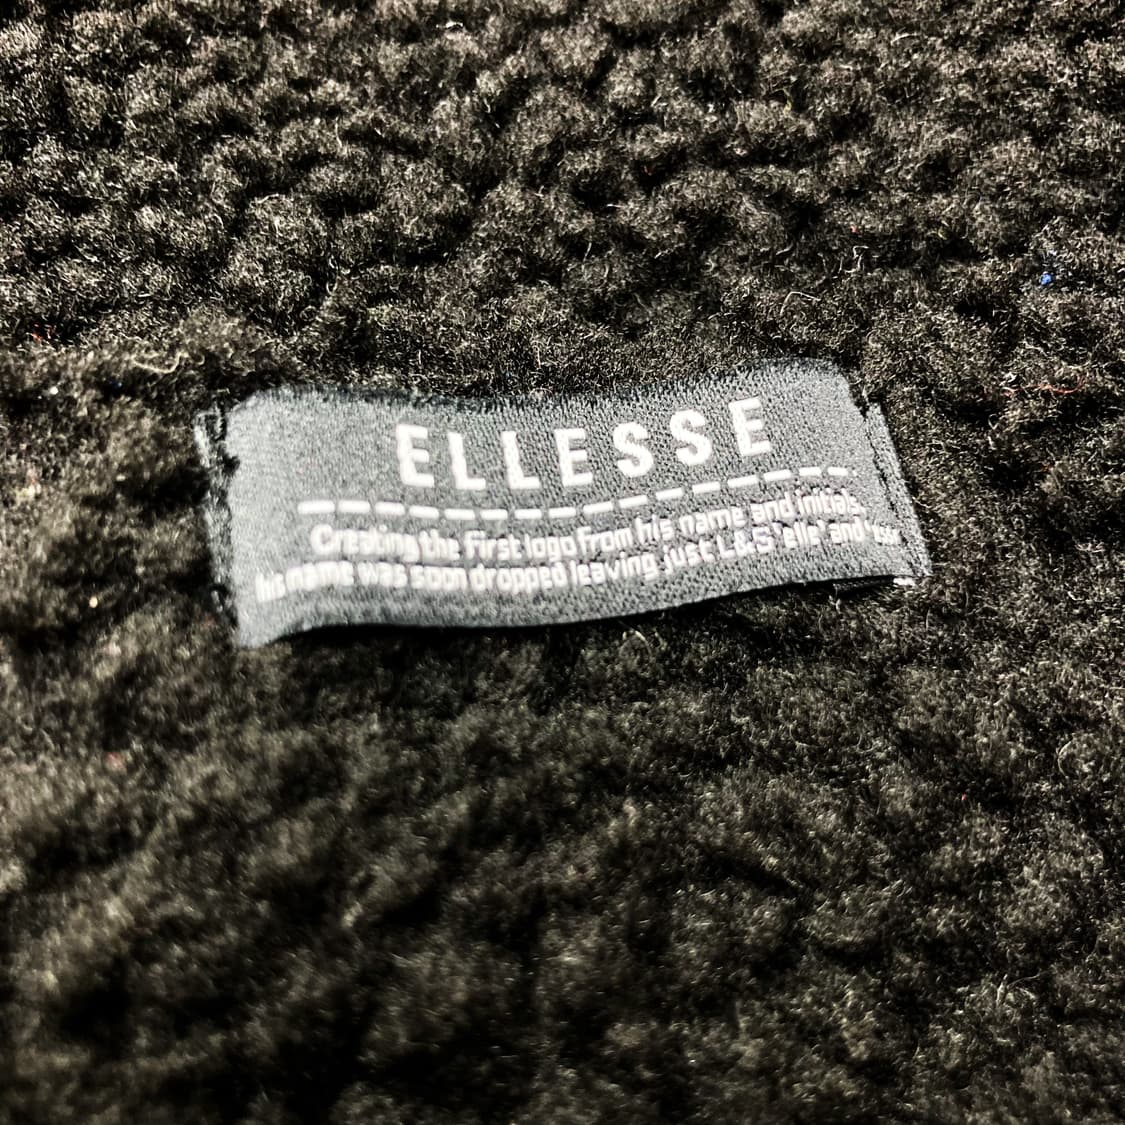 ELLESSE
Creating the first logo from his name and initials
his name was soon dropped leaving just L&S 'elle' and